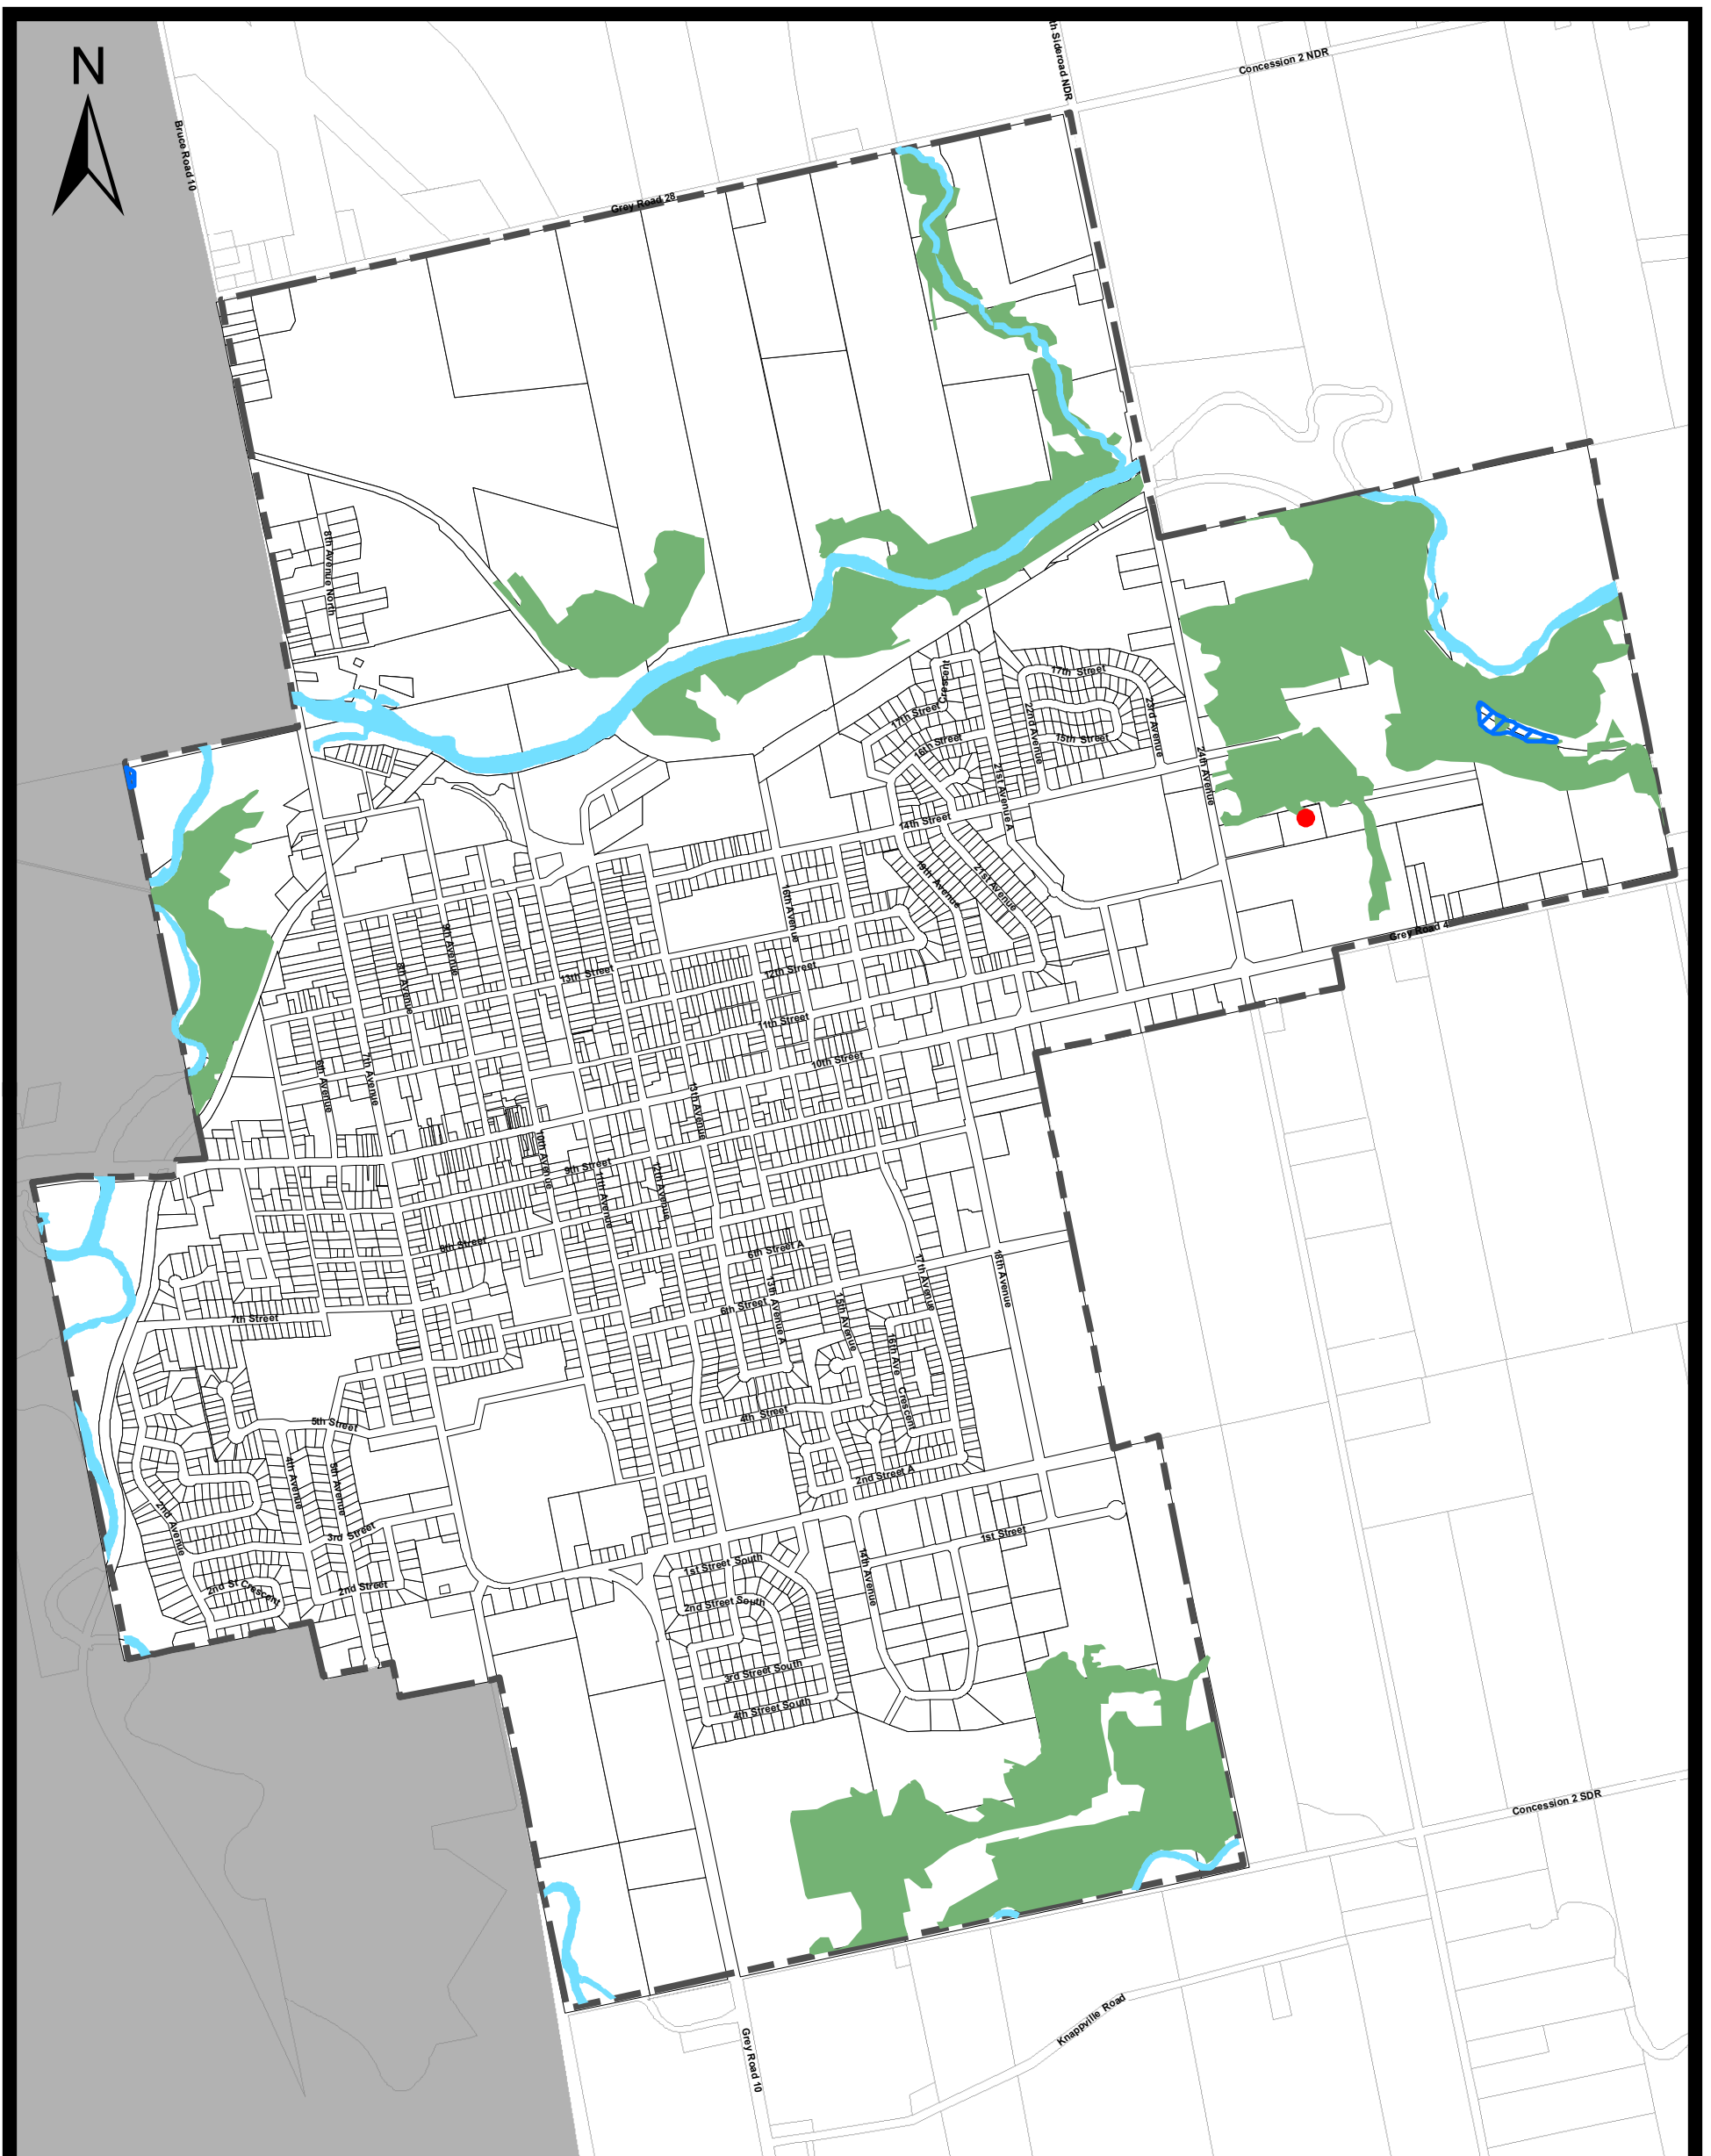 N
th Sideroad NDR
Concession 2 NDR
Bruce Road 10
Grey Road 28
8th Avenue North
17th Street
Crescent
17th Street
22nd Avenue
23rd Avenue
15th Street
16th Street
21st Avenue A
24th Avenue
14th Street
19th Avenue
21st Avenue
16th Avenue
Grey Road 4
9th Avenue
8th Avenue
13th Street
12th Street
11th Street
10th Street
6th Avenue
7th Avenue
13th Avenue
10th Avenue
9th Street
11th Avenue
12th Avenue
8th Street
6th Street A
17th Avenue
18th Avenue
7th Street
6th Street
13th Avenue A
15th Avenue
16th Ave Crescent
5th Street
4th Street
4th Avenue
5th Avenue
2nd Street A
2nd Avenue
3rd Street
1st Street
14th Avenue
1st Street South
2nd St Crescent
2nd Street
2nd Street South
3rd Street South
4th Street South
Concession 2 SDR
Knappville Road
Grey Road 10